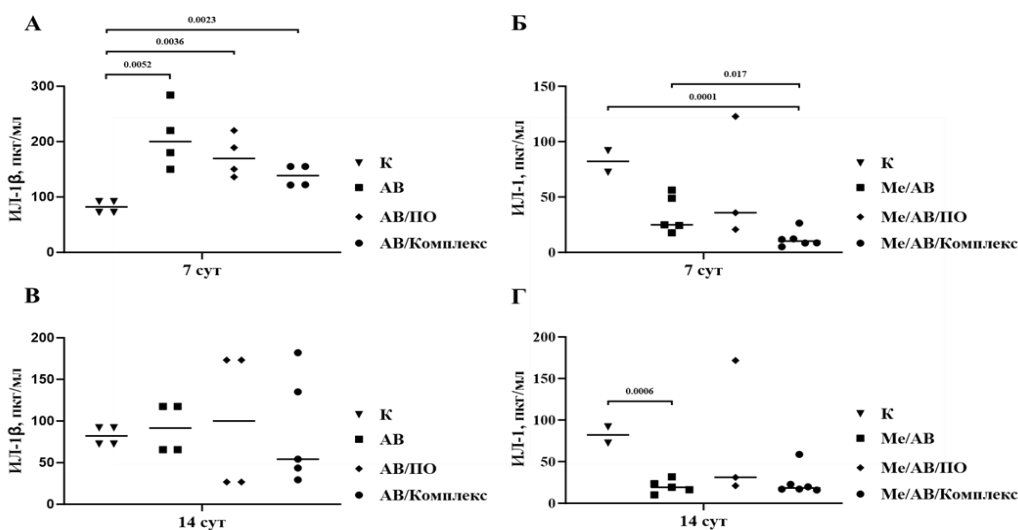 А
0.0023
0.0036
0.0052
ИЛ-1β, пкт/мл
300
200
100
0
7 сут
К
АВ
АВ/ПО
АВ/Комплекс
Б
0.017
0.0001
ИЛ-1, пкт/мл
150
100
50
0
7 сут
К
Ме/АВ
Ме/АВ/ПО
Ме/АВ/Комплекс
В
ИЛ-1β, пкт/мл
200
150
100
50
0
14 сут
К
АВ
АВ/ПО
АВ/Комплекс
Г
0.0006
ИЛ-1, пкт/мл
200
150
100
50
0
14 сут
К
Ме/АВ
Ме/АВ/ПО
Ме/АВ/Комплекс